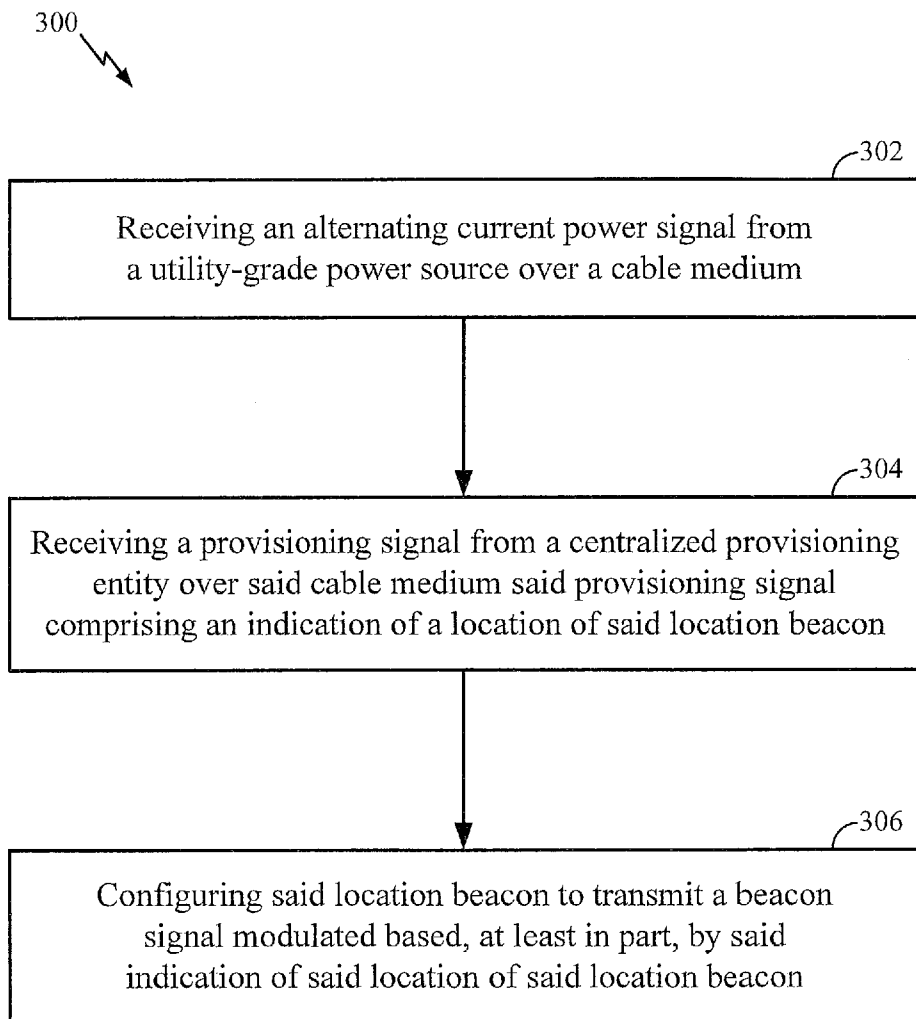 300
302
Receiving an alternating current power signal from
a utility-grade power source over a cable medium
304
Receiving a provisioning signal from a centralized provisioning
entity over said cable medium said provisioning signal
comprising an indication of a location of said location beacon
306
Configuring said location beacon to transmit a beacon
signal modulated based, at least in part, by said
indication of said location of said location beacon